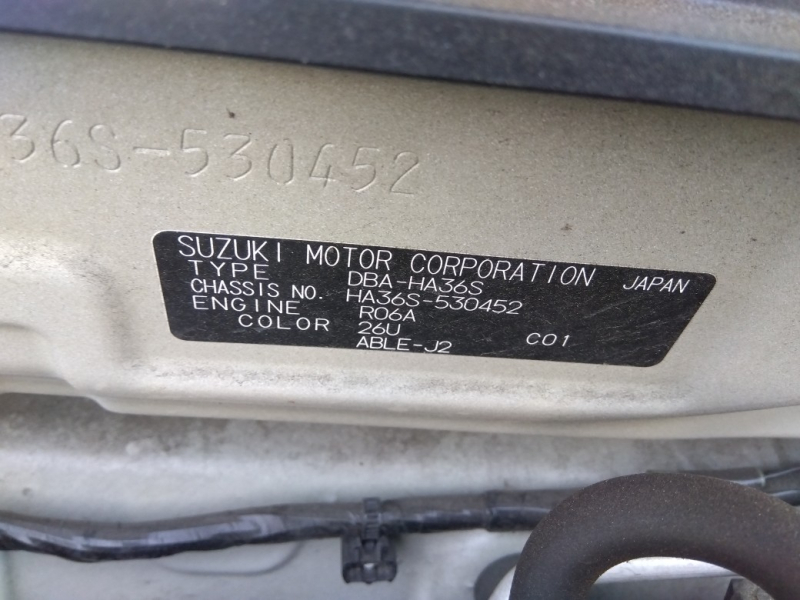 36S-530452
SUZUKI MOTOR CORPORATION JAPAN
TYPE DBA-HA36S
CHASSIS NO. HA36S-530452
ENGINE R06A
COLOR 26U C01
ABLE-J2